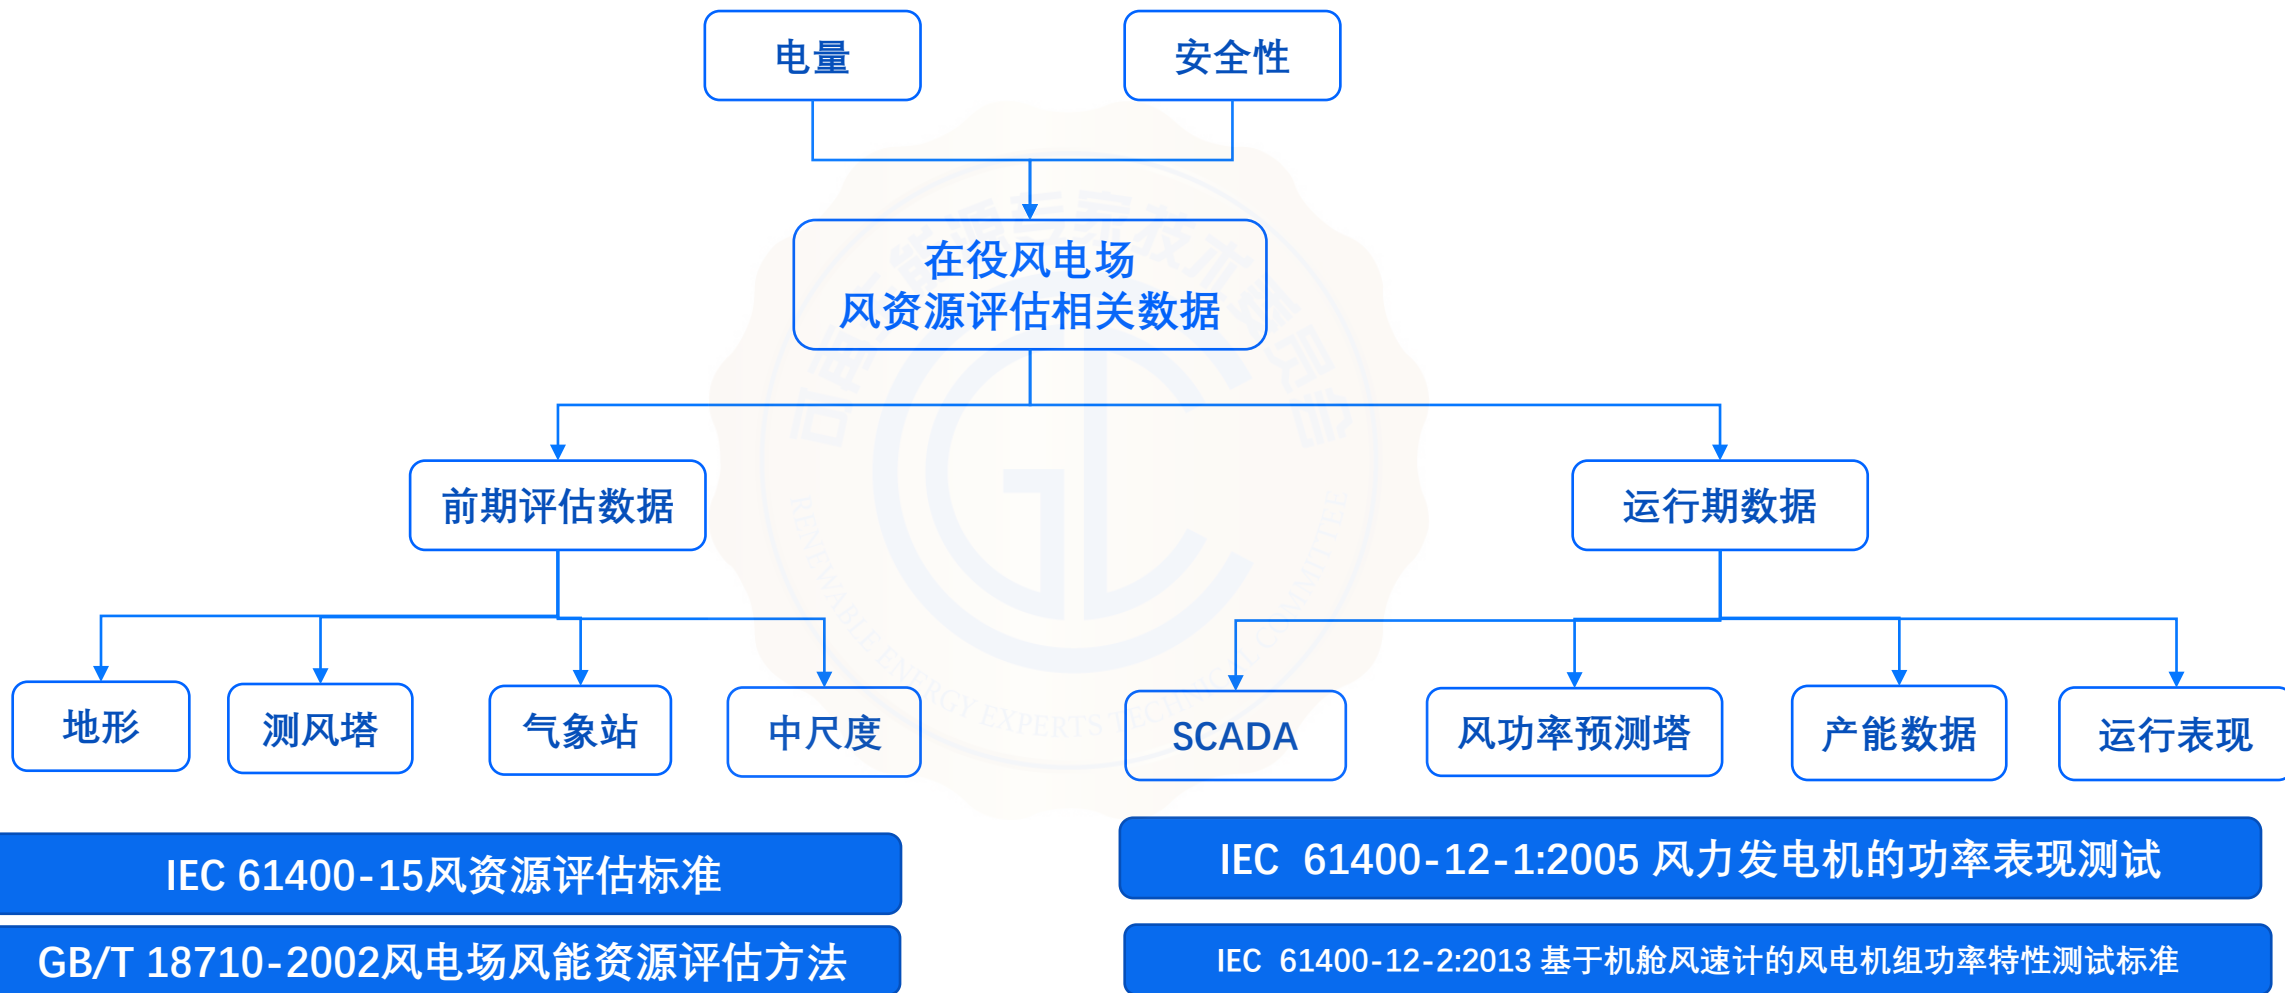 电量
安全性
在役风电场
风资源评估相关数据
前期评估数据
运行期数据
地形
测风塔
气象站
中尺度
SCADA
风功率预测塔
产能数据
运行表现
IEC 61400-15风资源评估标准
IEC 61400-12-1:2005 风力发电机的功率表现测试
GB/T 18710-2002风电场风能资源评估方法
IEC 61400-12-2:2013 基于机舱风速计的风电机组功率特性测试标准
RENEWABLE ENERGY EXPERTS TECHNICAL COMMITTEE